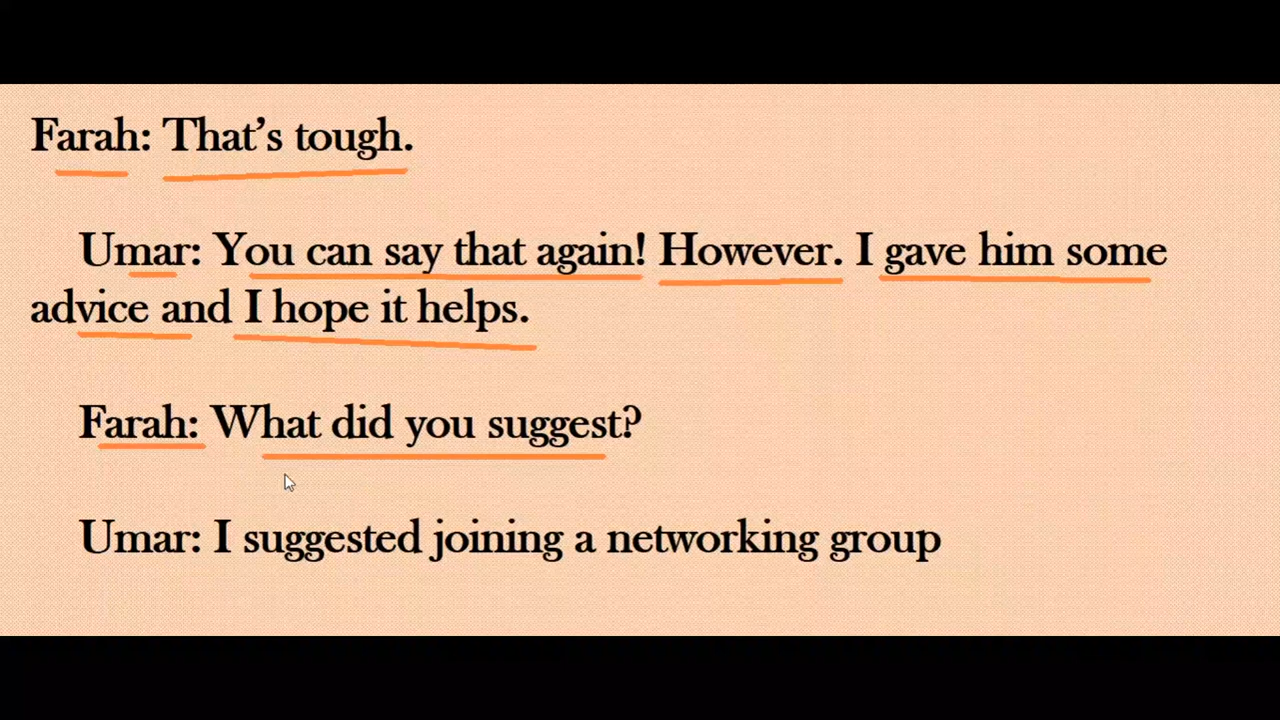 Farah: That’s tough.
Umar: You can say that again! However. I gave him some
advice and I hope it helps.
Farah: What did you suggest?
Umar: I suggested joining a networking group